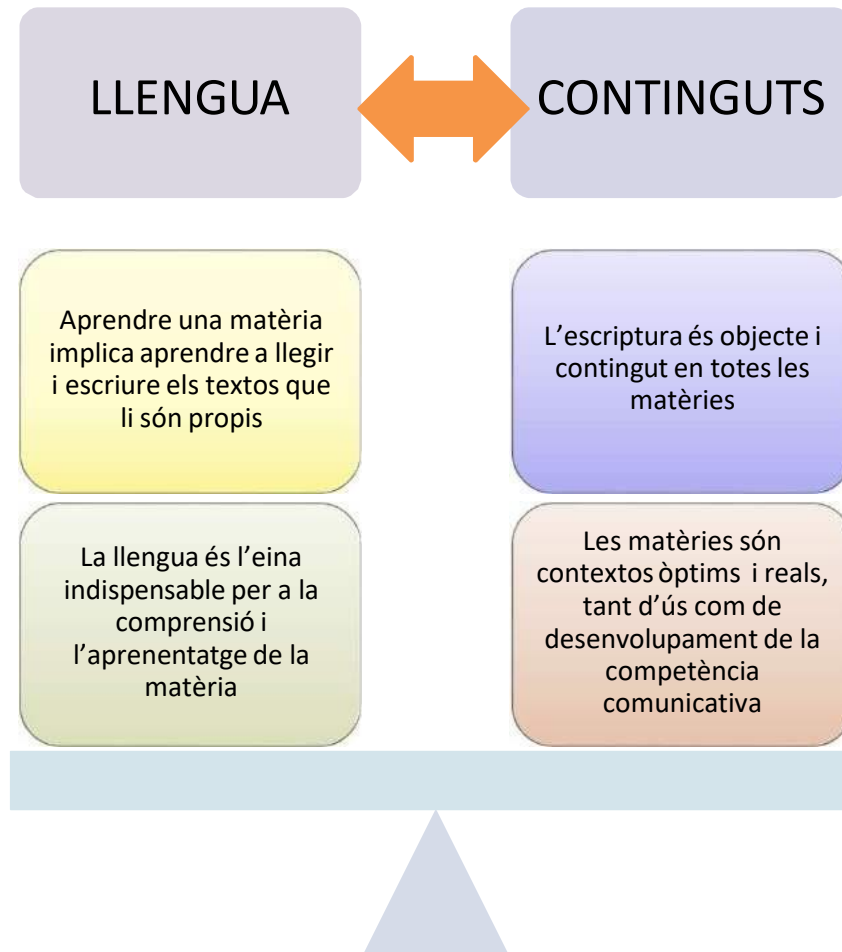 LLENGUA
CONTINGUTS
Aprendre una matèria
implica aprendre a llegir
i escriure els textos que
li són propis
L’escriptura és objecte i
contingut en totes les
matèries
La llengua és l’eina
indispensable per a la
comprensió i
l’aprenentatge de la
matèria
Les matèries són
contextos òptims i reals,
tant d’ús com de
desenvolupament de la
competència
comunicativa